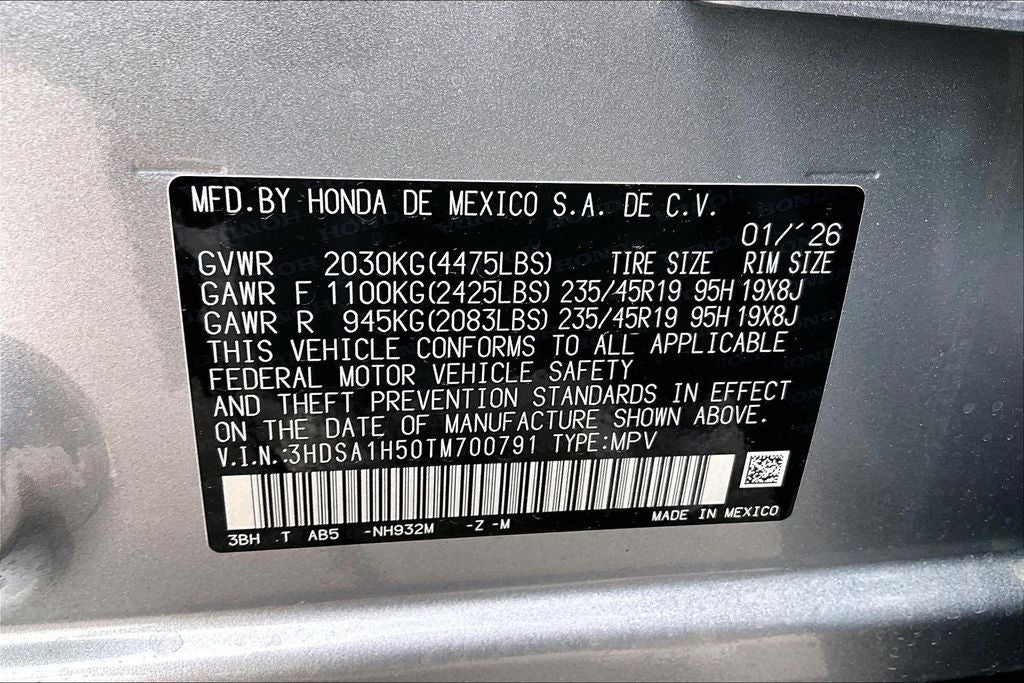 MFD.BY HONDA DE MEXICO S.A. DE C.V.
01/'26
GVWR 2030KG(4475LBS) TIRE SIZE RIM SIZE
GAWR F 1100KG(2425LBS) 235/45R19 95H 19X8J
GAWR R 945KG(2083LBS) 235/45R19 95H 19X8J
THIS VEHICLE CONFORMS TO ALL APPLICABLE
FEDERAL MOTOR VEHICLE SAFETY
AND THEFT PREVENTION STANDARDS IN EFFECT
ON THE DATE OF MANUFACTURE SHOWN ABOVE.
V.I.N.:3HDSA1H50TM700791 TYPE:MPV
MADE IN MEXICO
3BH .T AB5 -NH932M -Z -M